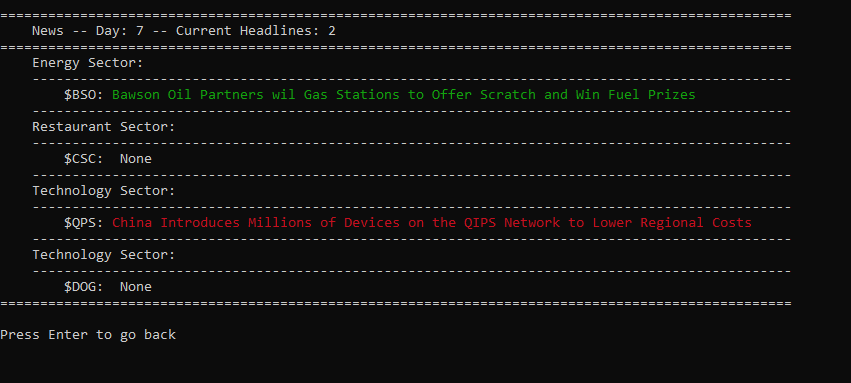 ===================================================================================================
News -- Day: 7 -- Current Headlines: 2
===================================================================================================
Energy Sector:
-----------------------------------------------------------------------------------------------
$BSO: Bawson Oil Partners wil Gas Stations to Offer Scratch and Win Fuel Prizes
-----------------------------------------------------------------------------------------------
Restaurant Sector:
-----------------------------------------------------------------------------------------------
$CSC:  None
-----------------------------------------------------------------------------------------------
Technology Sector:
-----------------------------------------------------------------------------------------------
$QPS: China Introduces Millions of Devices on the QIPS Network to Lower Regional Costs
-----------------------------------------------------------------------------------------------
Technology Sector:
-----------------------------------------------------------------------------------------------
$DOG:  None
===================================================================================================
Press Enter to go back